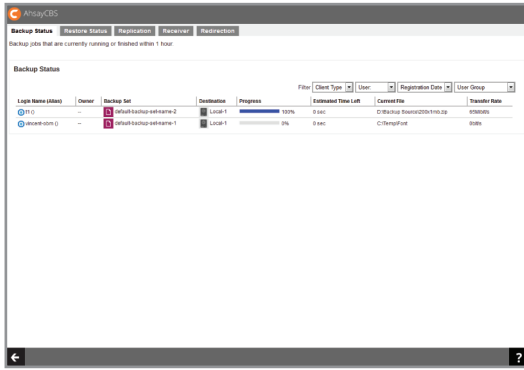 AhsayCBS
Backup Status Restore Status Replication Receiver Redirection
Backup jobs that are currently running or finished within 1 hour.
Backup Status
Filter Client Type User Registration Date User Group
Login Name (Alias) Owner Backup Set Destination Progress Estimated Time Left Current File Transfer Rate
() -- default-backup-set-name-2 Local-1 100% 0 sec
vincent-obm () -- default-backup-set-name-1 Local-1 0% 0 sec C:\Temp\Font 0bit/s
?